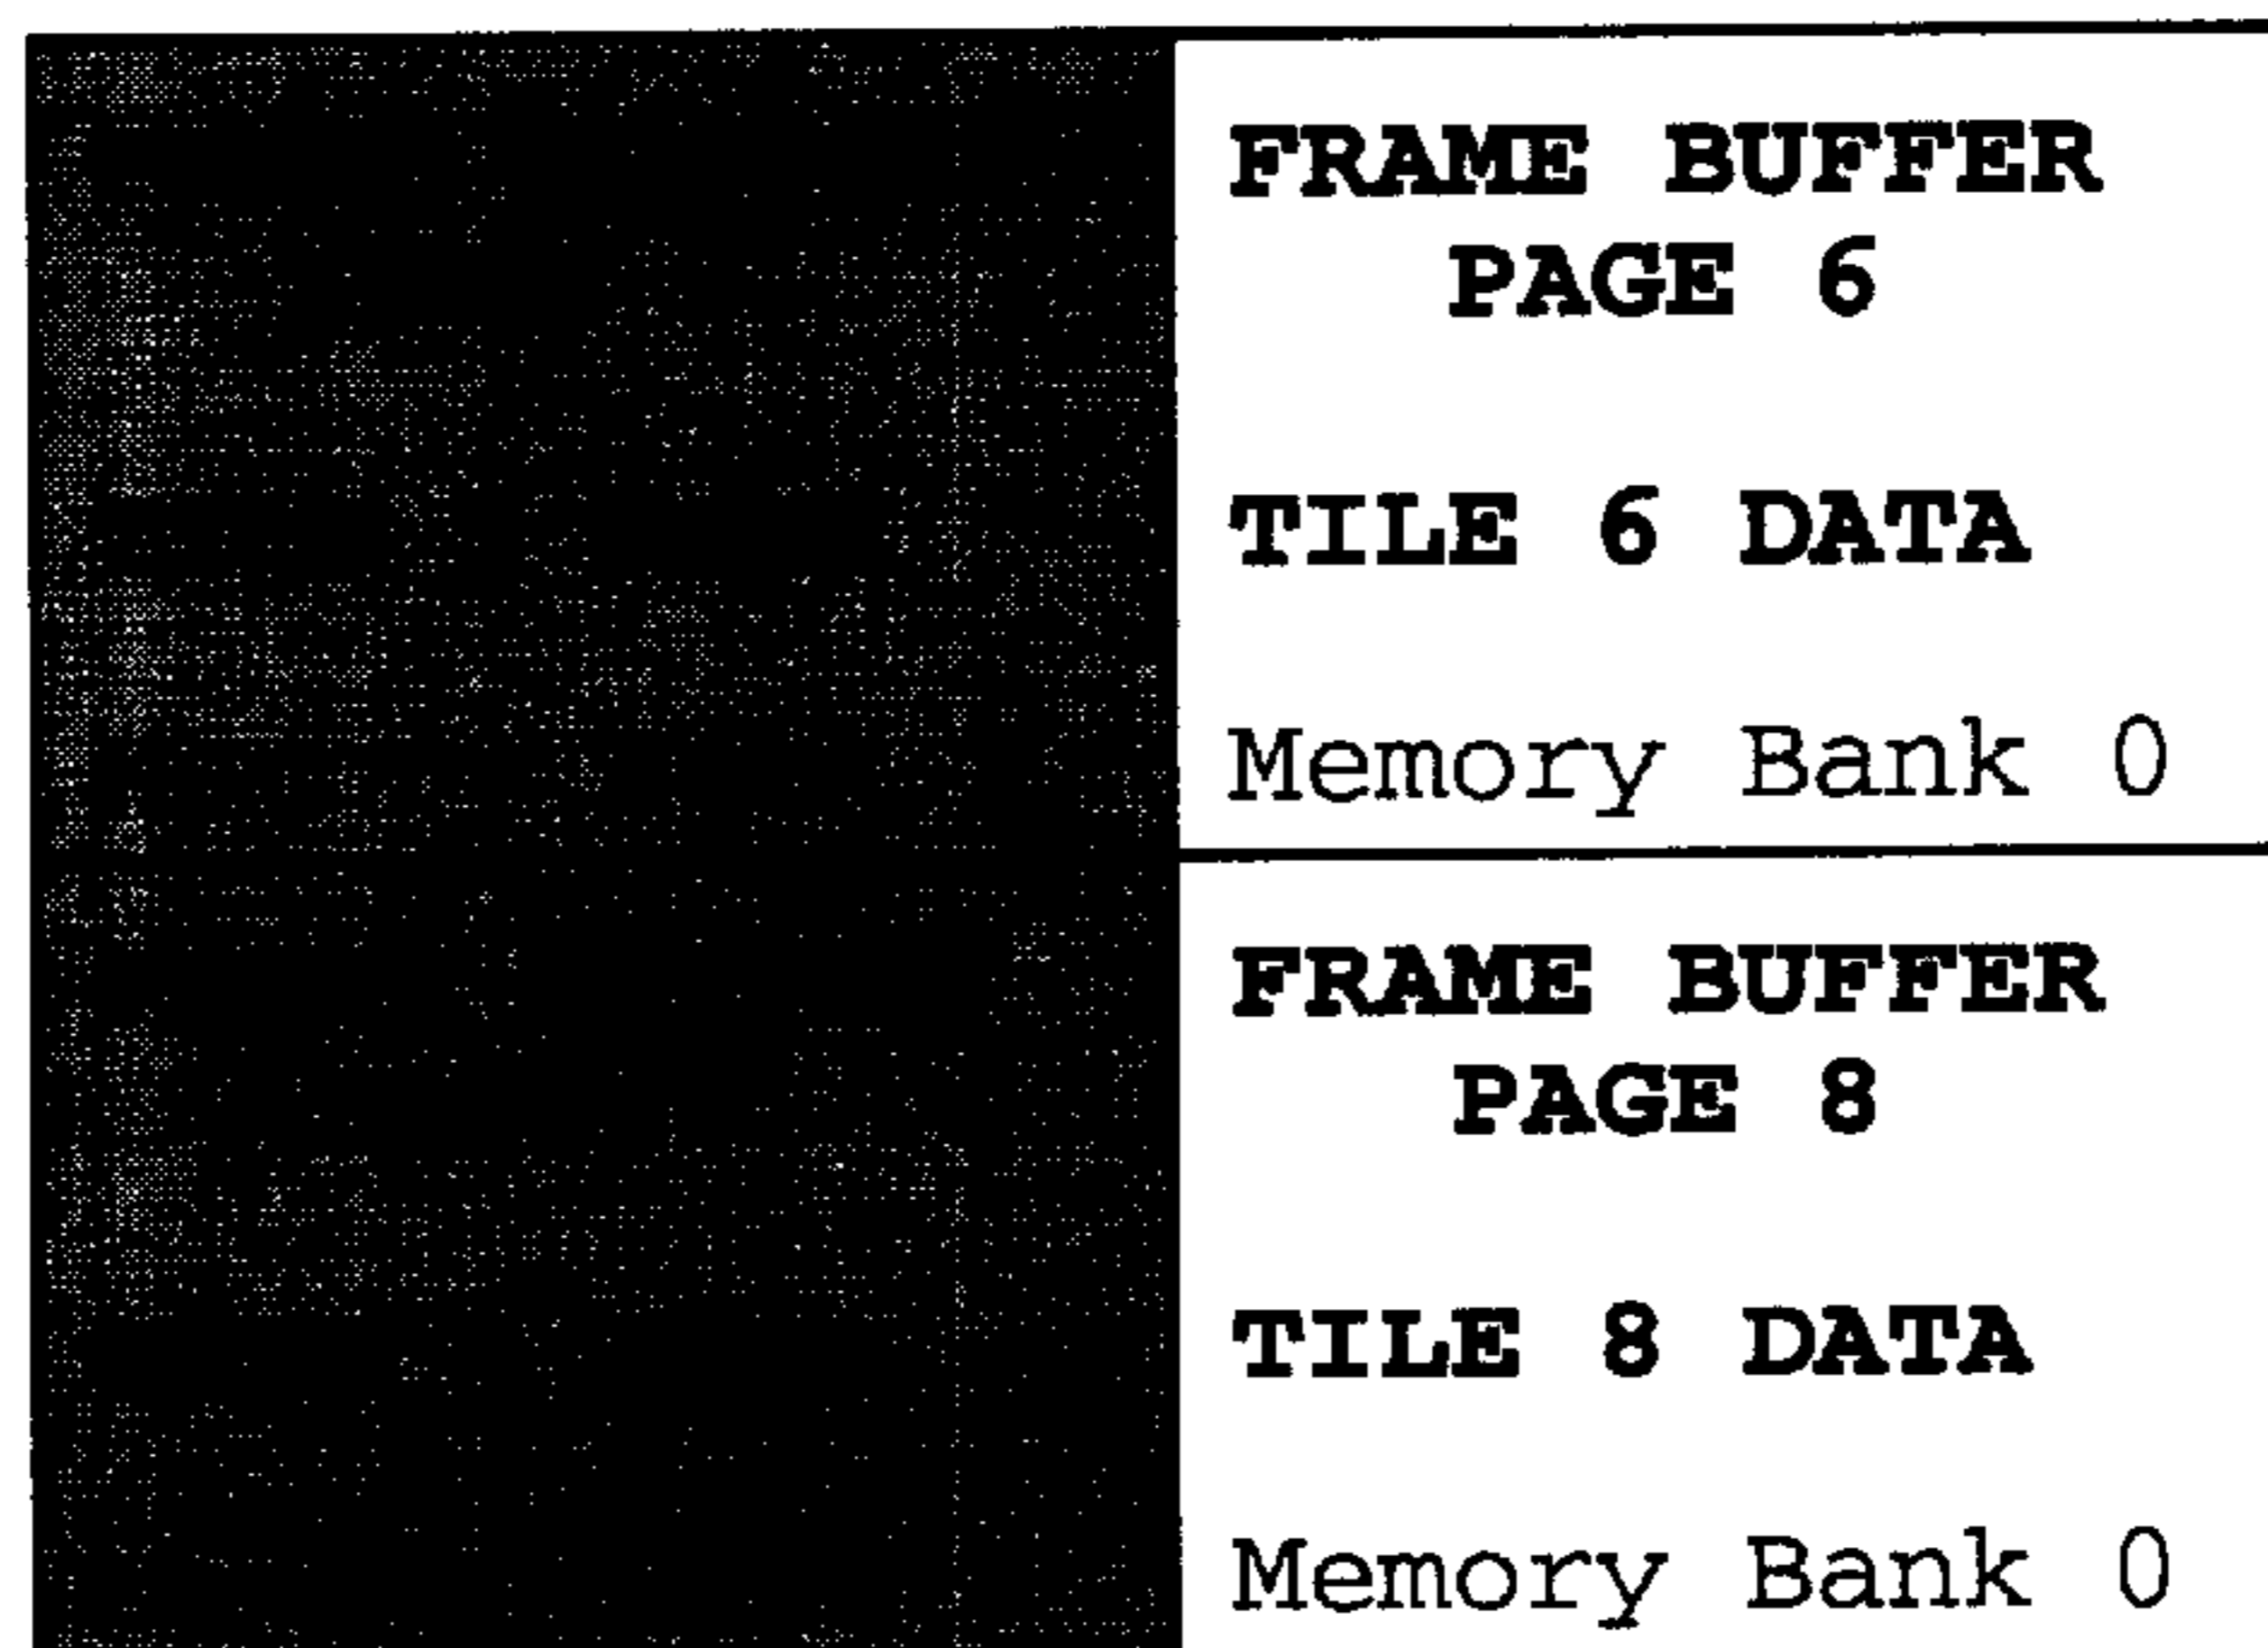 FRAME BUFFER
PAGE 6
TILE 6 DATA
Memory Bank 0
FRAME BUFFER
PAGE 8
TILE 8 DATA
Memory Bank 0